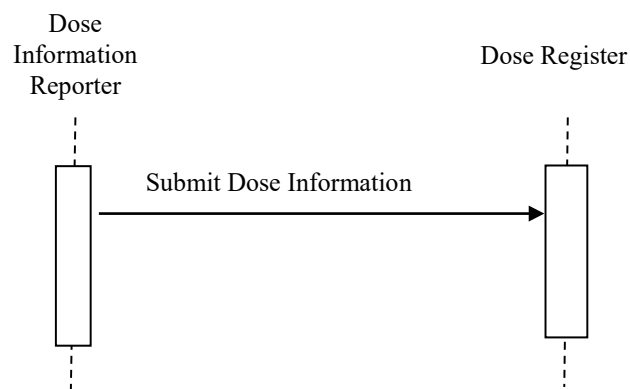 Dose
Information
Reporter
Dose Register
Submit Dose Information